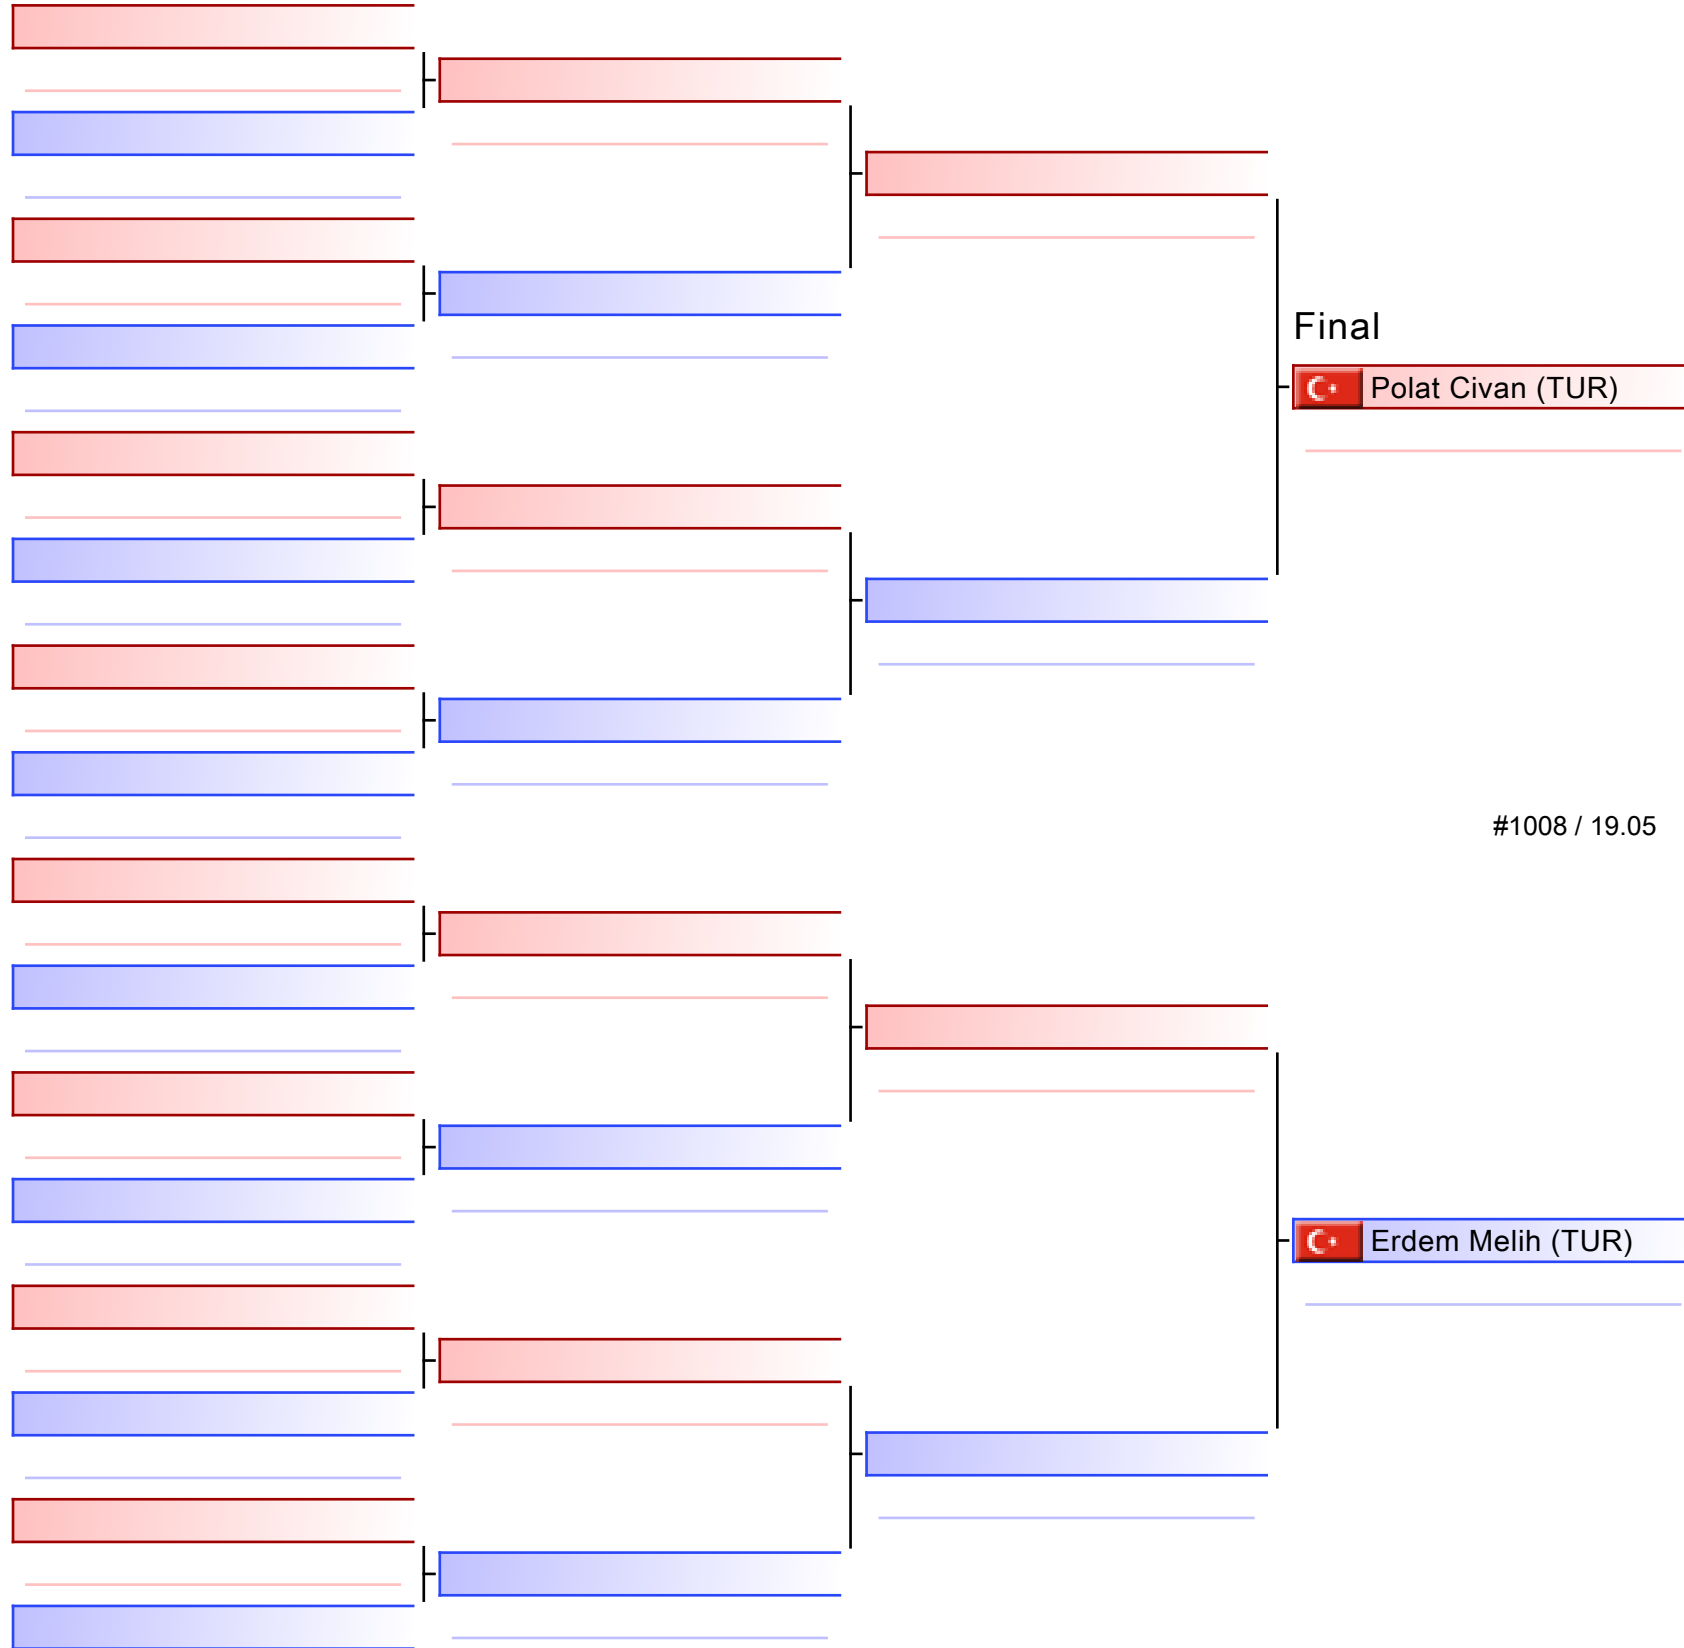 Final
Polat Civan (TUR)
#1008 / 19.05
Erdem Melih (TUR)